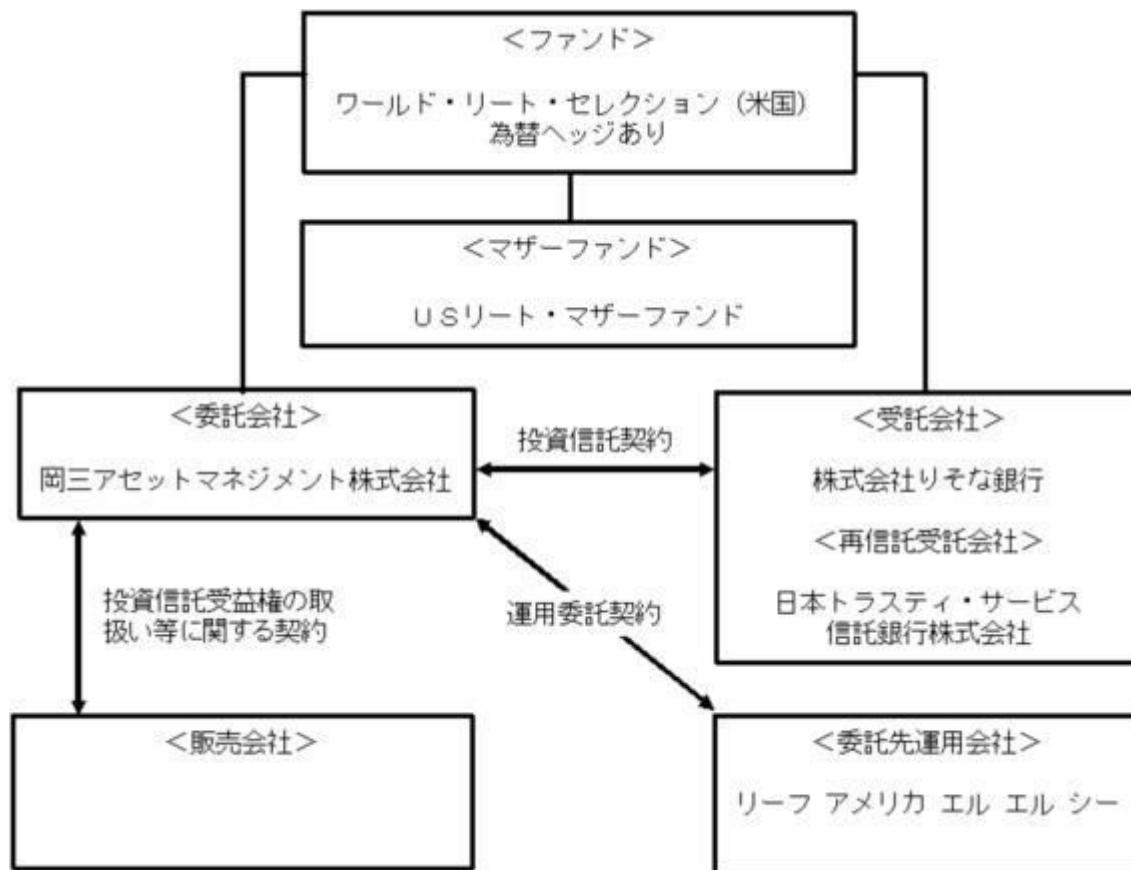 ＜ファンド＞
ワールド・リート・セレクション（米国）
為替ヘッジあり
＜マザーファンド＞
ＵＳリート・マザーファンド
＜委託会社＞
岡三アセットマネジメント株式会社
投資信託契約
＜受託会社＞
株式会社りそな銀行
＜再信託受託会社＞
日本トラスティ・サービス
信託銀行株式会社
投資信託受益権の取
扱い等に関する契約
運用委託契約
＜販売会社＞
＜委託先運用会社＞
リーフ アメリカ エル エル シー